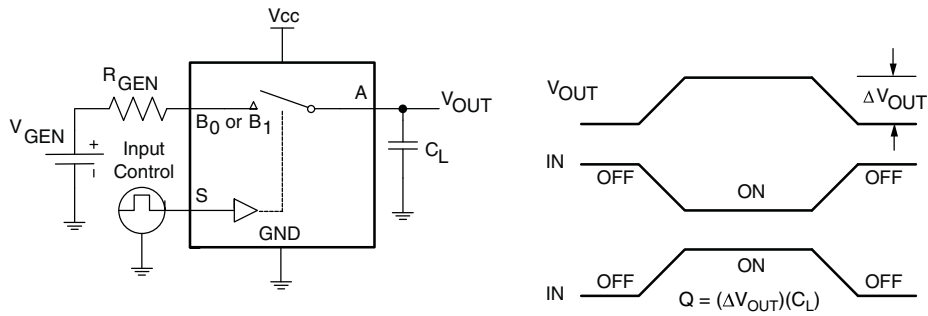 Vcc
RGEN
A
VOUT
B0 or B1
VGEN
+
-
Input
Control
CL
S
GND
VOUT
ΔVOUT
IN
OFF
ON
OFF
IN
OFF
ON
OFF
Q = (ΔVOUT)(CL)